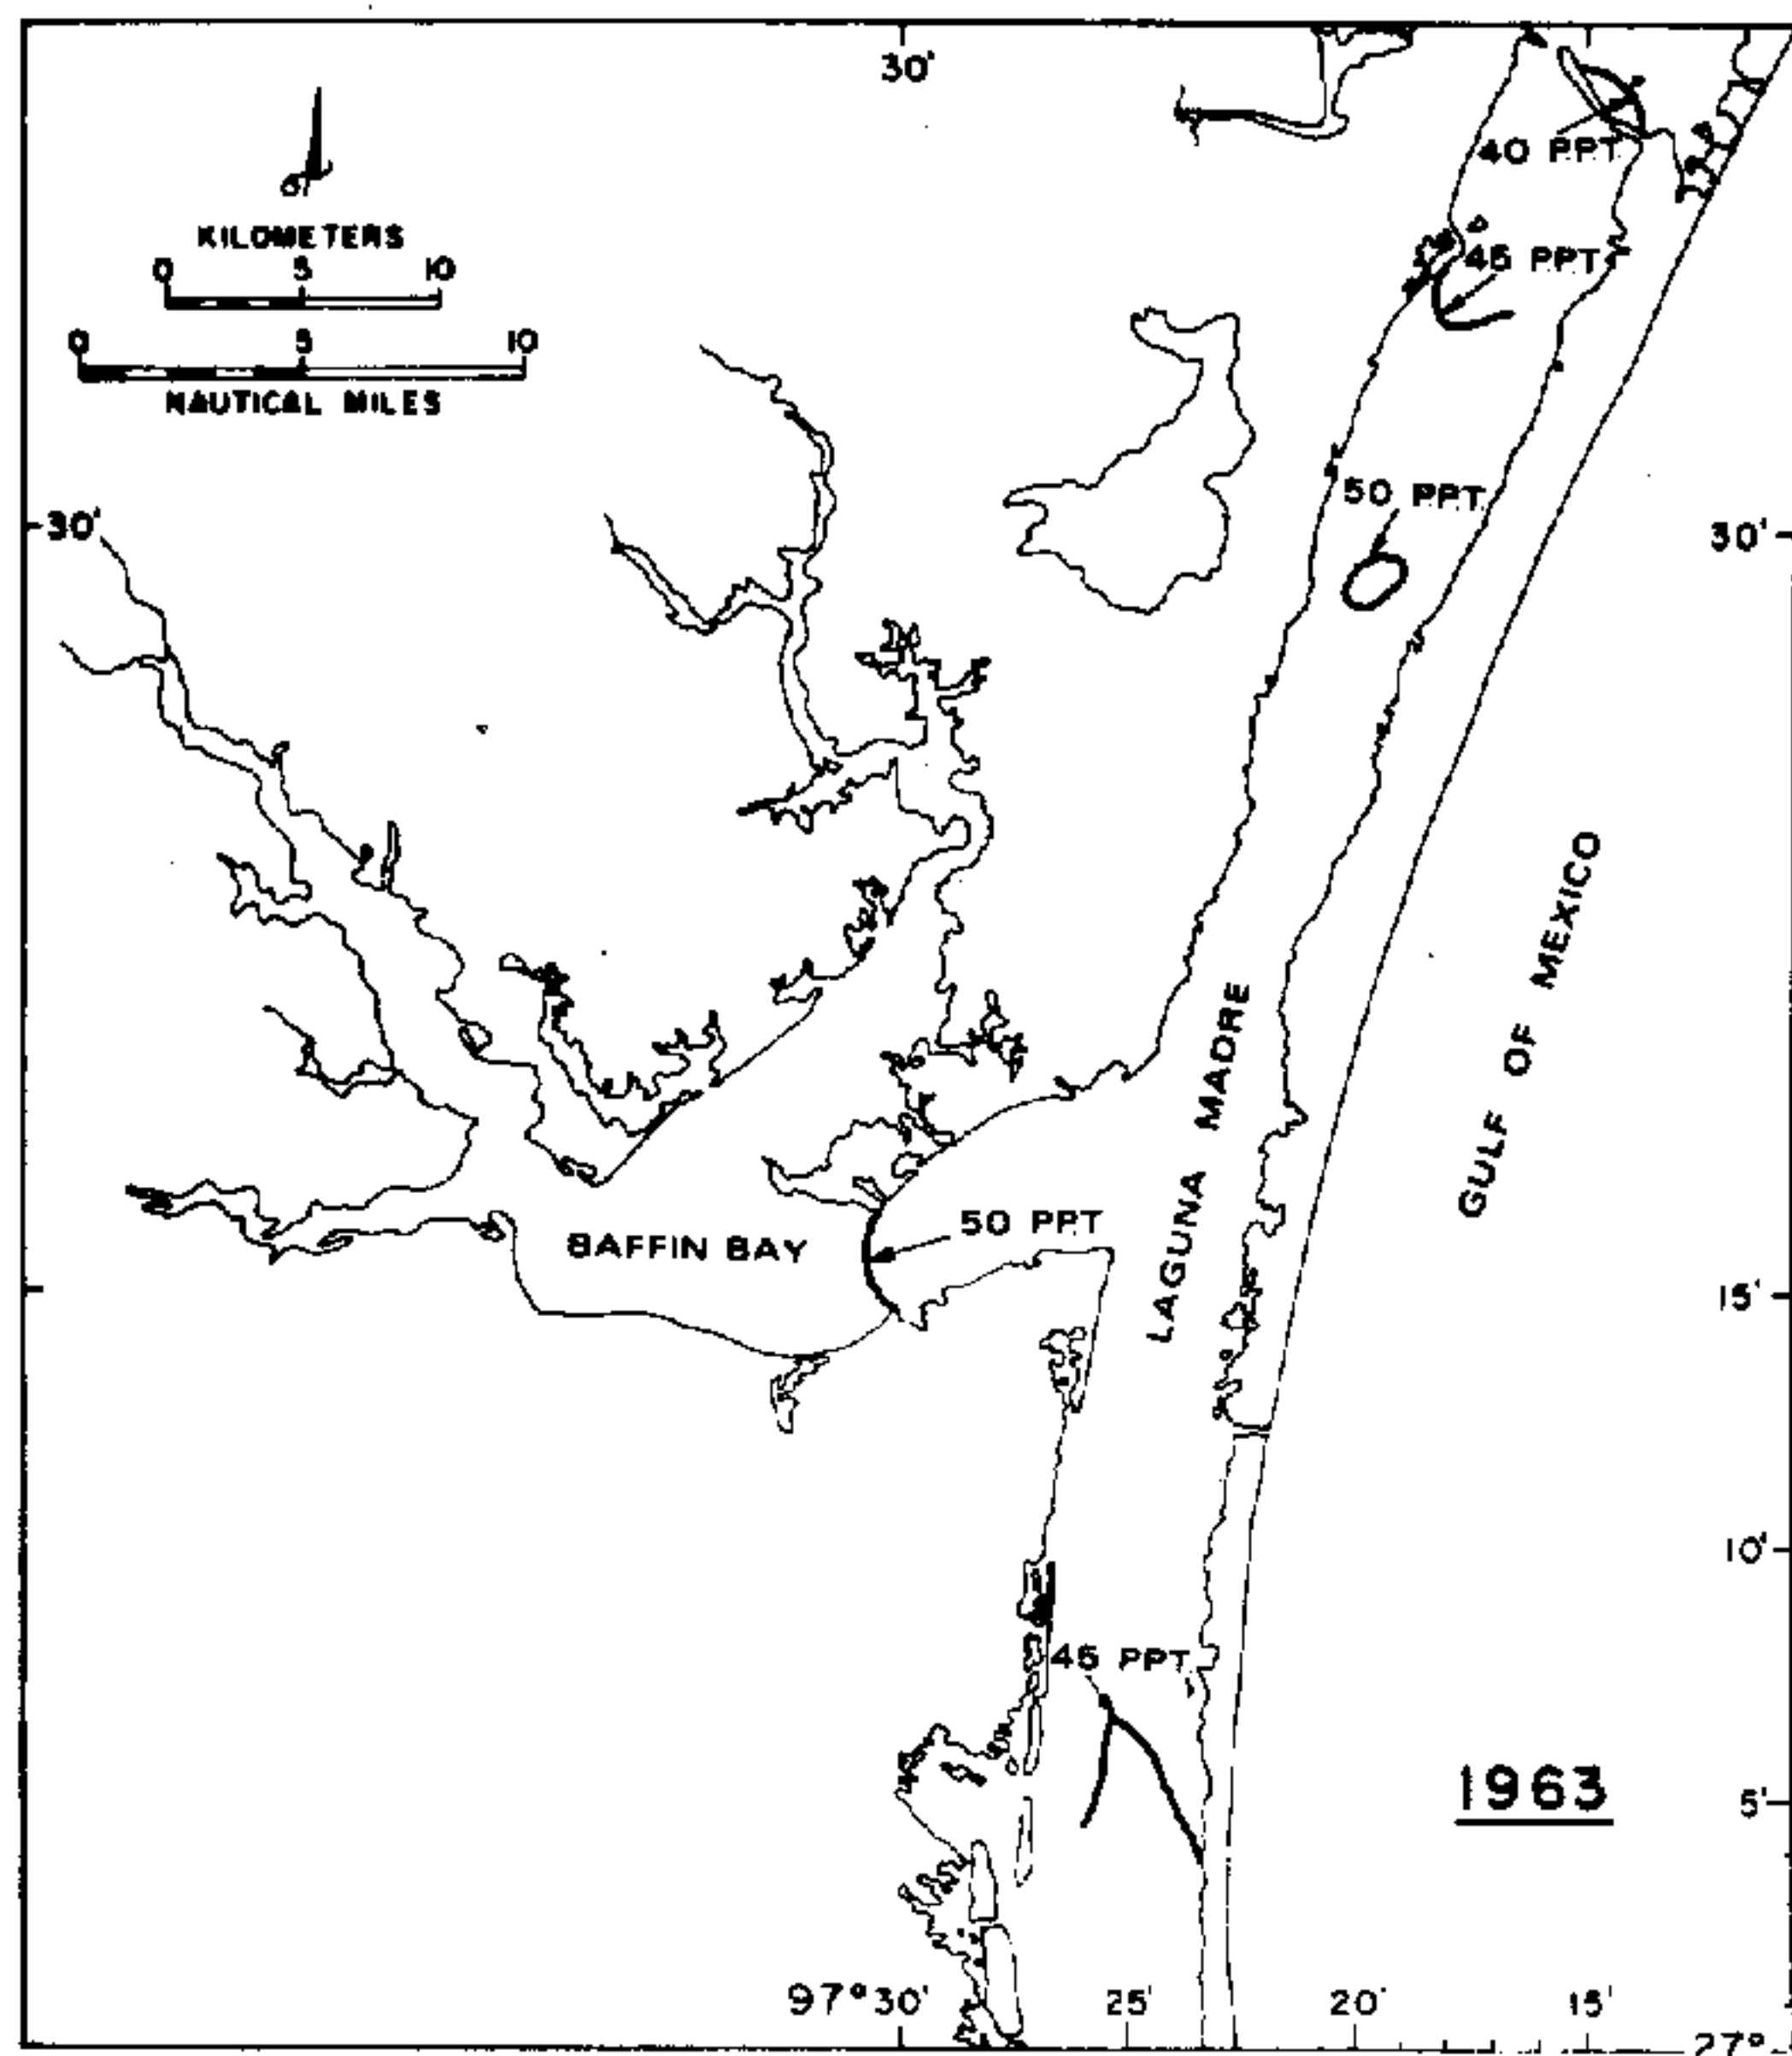 30'
40 PPT
KILOMETERS
0 5 10
45 PPT
0 5 10
NAUTICAL MILES
50 PPT
30'
30'
LAGUNA MADRE
GULF OF MEXICO
BAFFIN BAY
50 PPT
15'
10'
45 PPT
1963
5'
97°30'
25'
20'
15'
27°